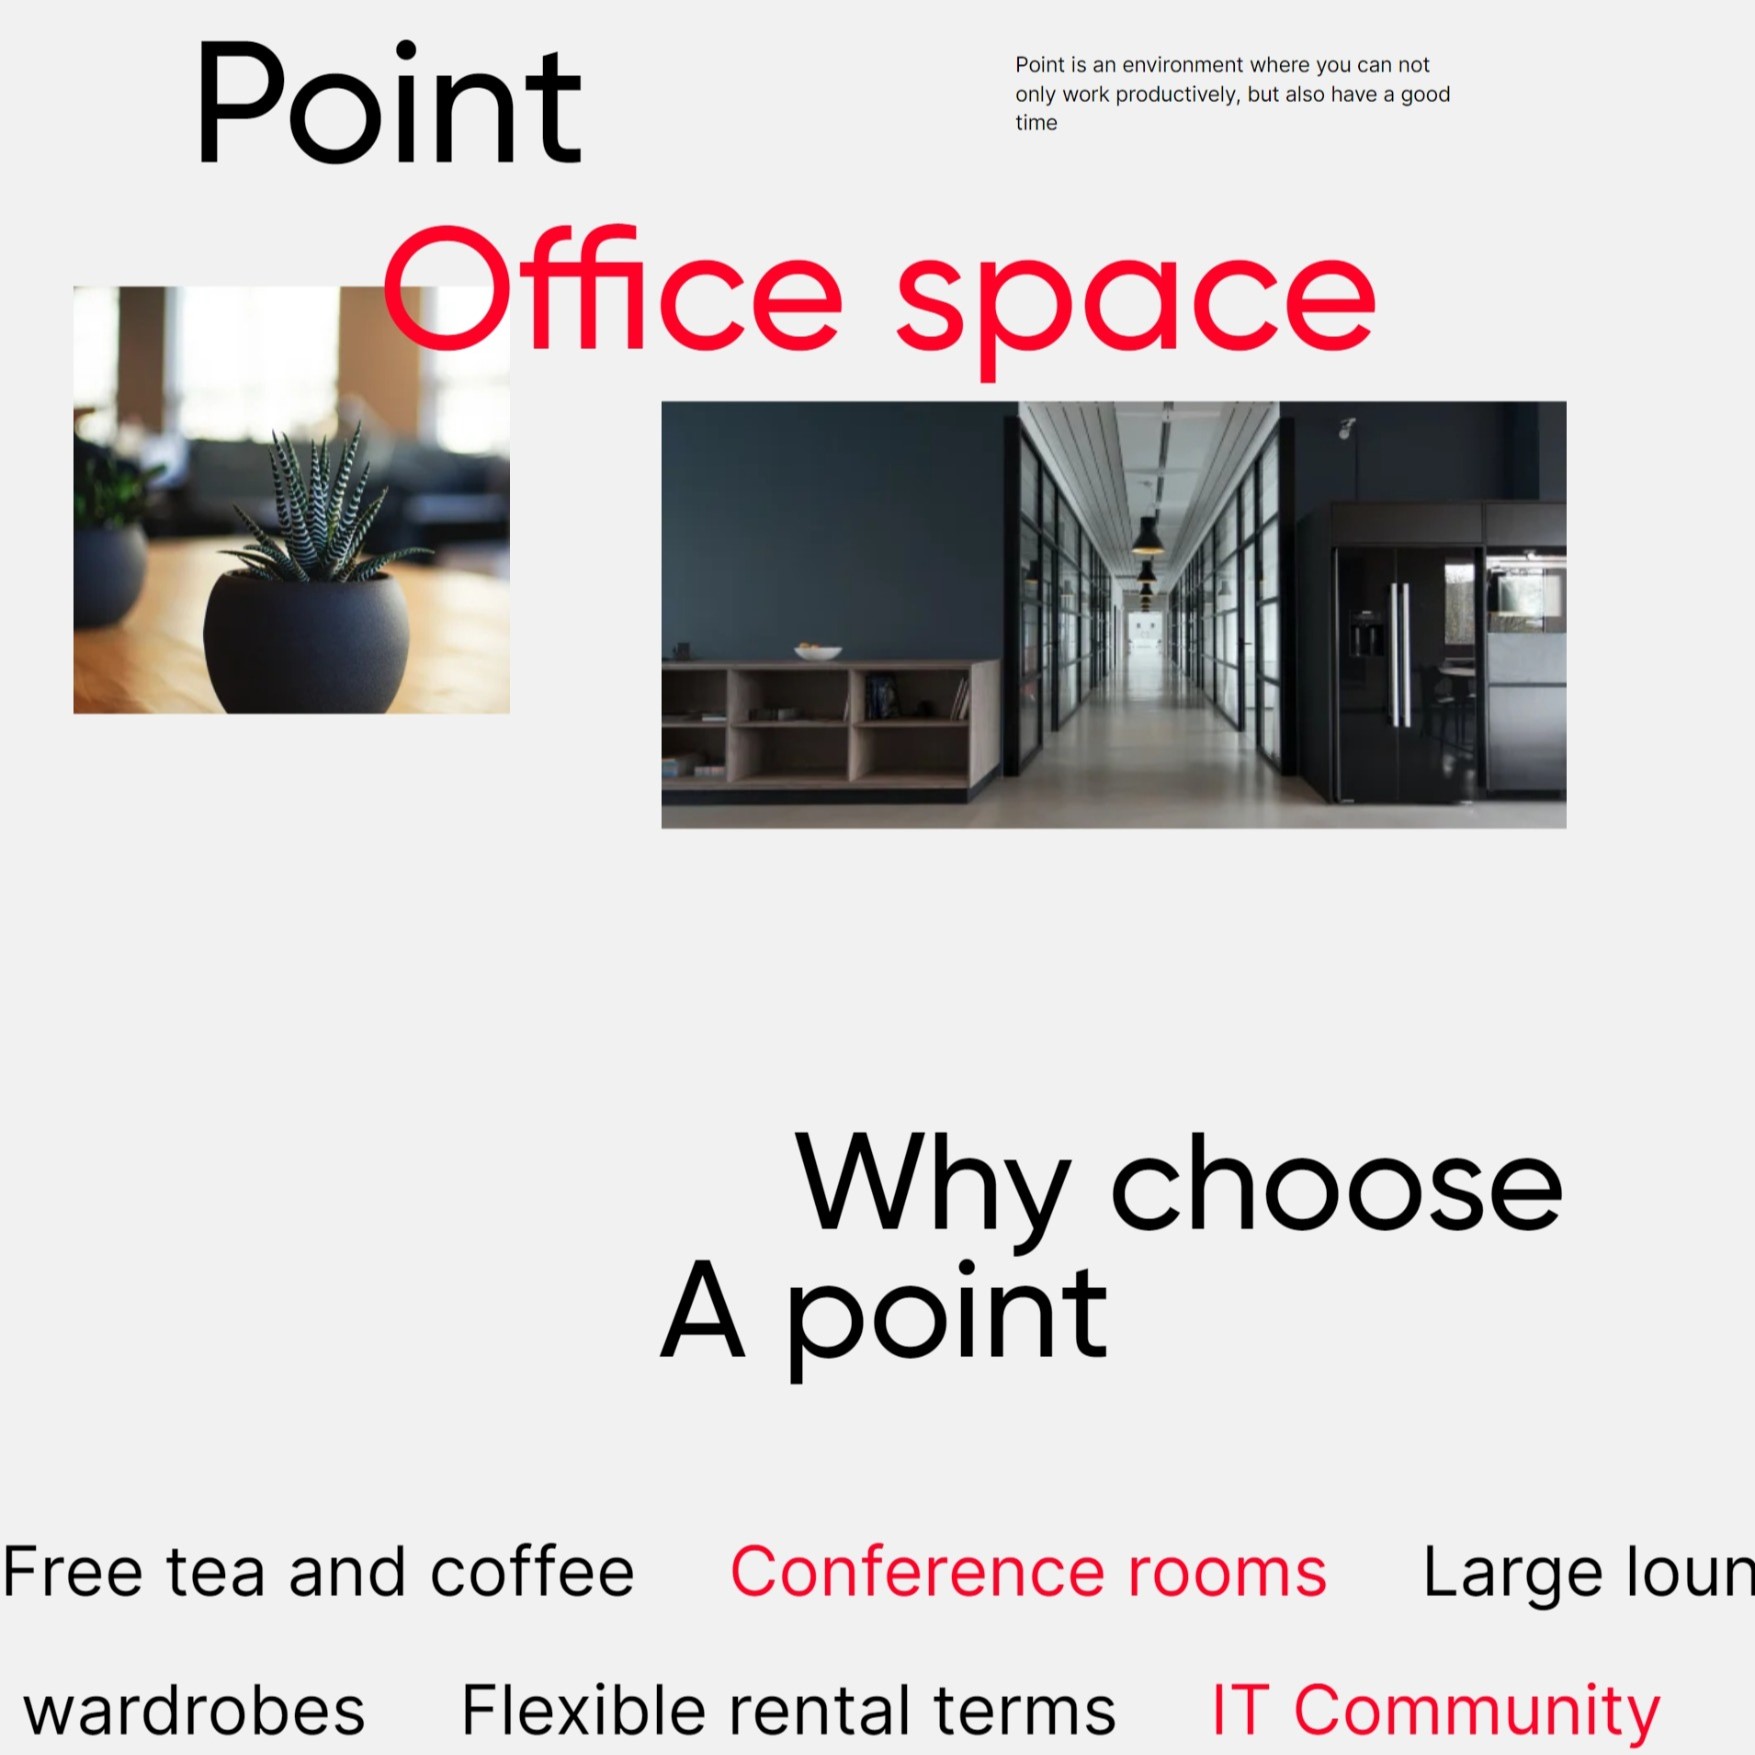 Point
Point is an environment where you can not
only work productively, but also have a good
time
Office space
Why choose
A point
Free tea and coffee Conference rooms Large loun
wardrobes Flexible rental terms IT Community